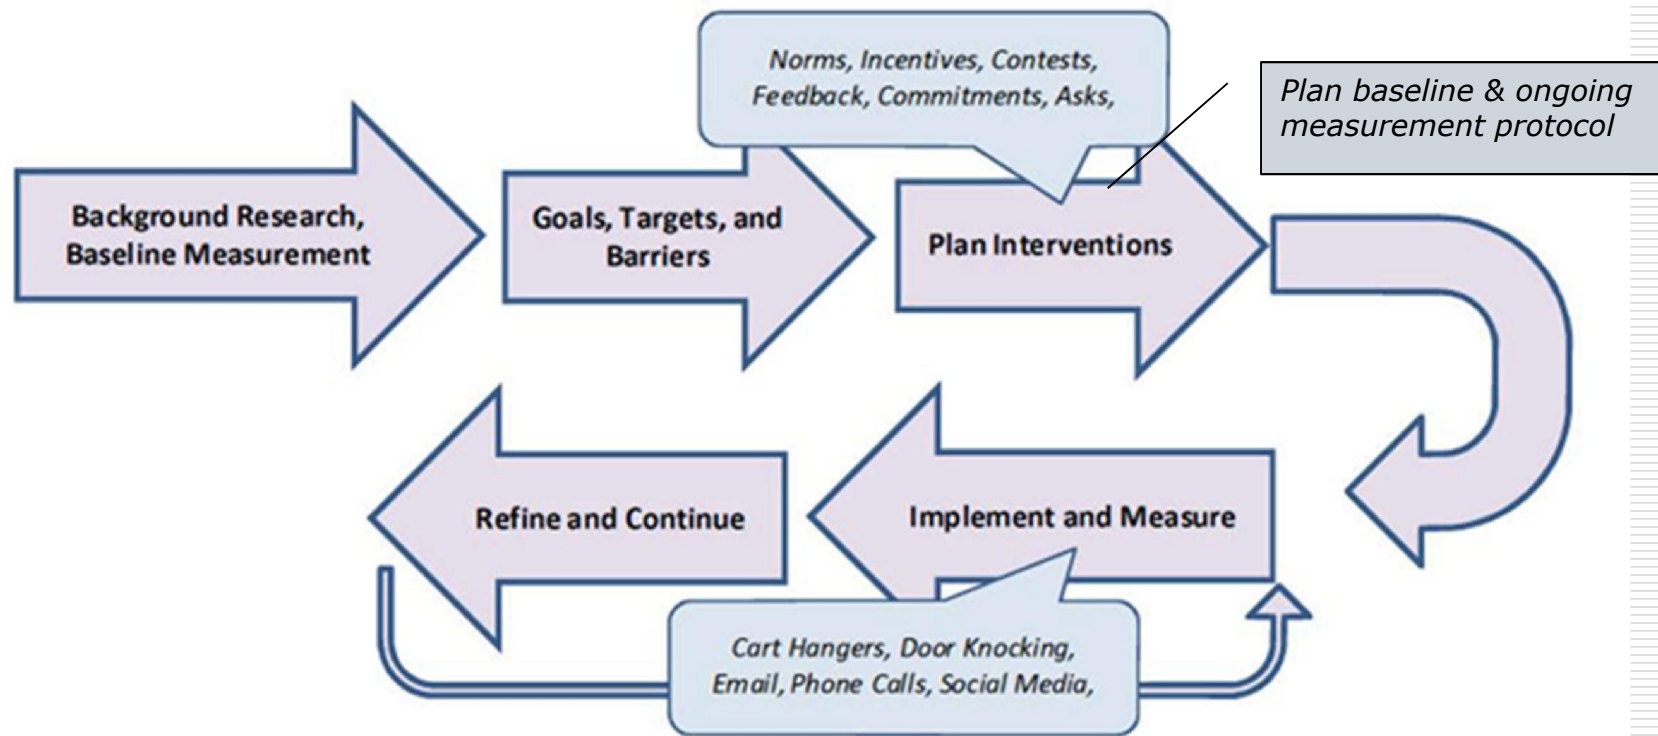 Norms, Incentives, Contests,
Feedback, Commitments, Asks,
Plan baseline & ongoing
measurement protocol
Background Research,
Baseline Measurement
Goals, Targets, and
Barriers
Plan Interventions
Implement and Measure
Refine and Continue
Cart Hangers, Door Knocking,
Email, Phone Calls, Social Media,